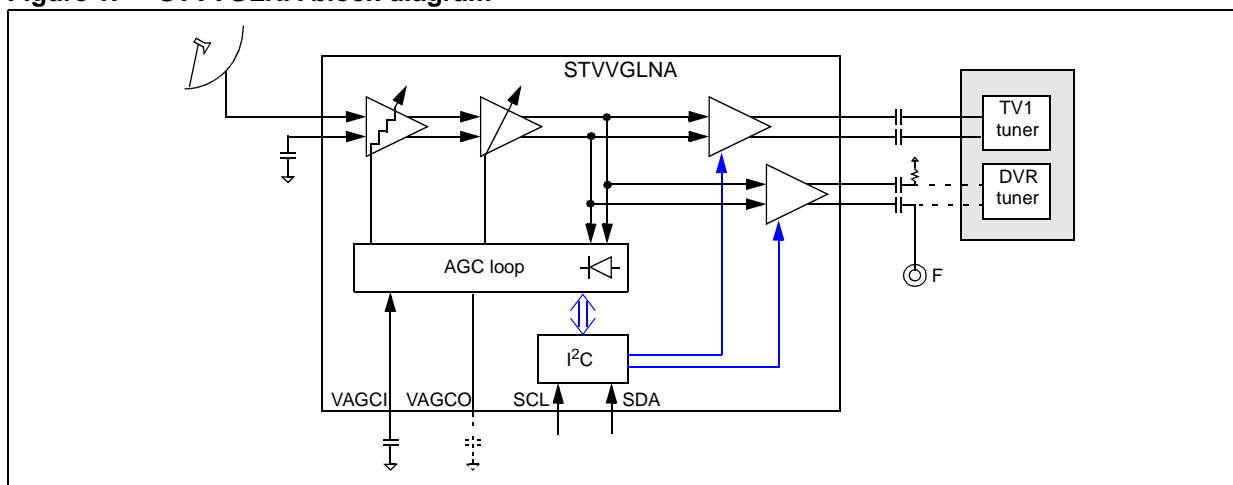 STVVGLNA
TV1
tuner
DVR
tuner
AGC loop
F
I²C
VAGCI
VAGCO
SCL
SDA